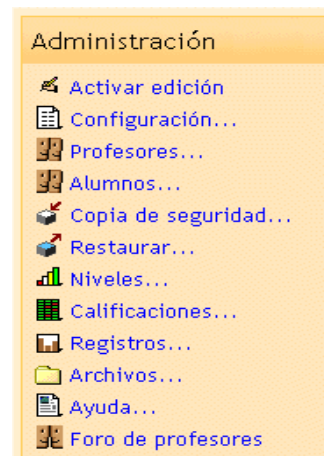 Administración
Activar edición
Configuración...
Profesores...
Alumnos...
Copia de seguridad...
Restaurar...
Niveles...
Calificaciones...
Registros...
Archivos...
Ayuda...
Foro de profesores